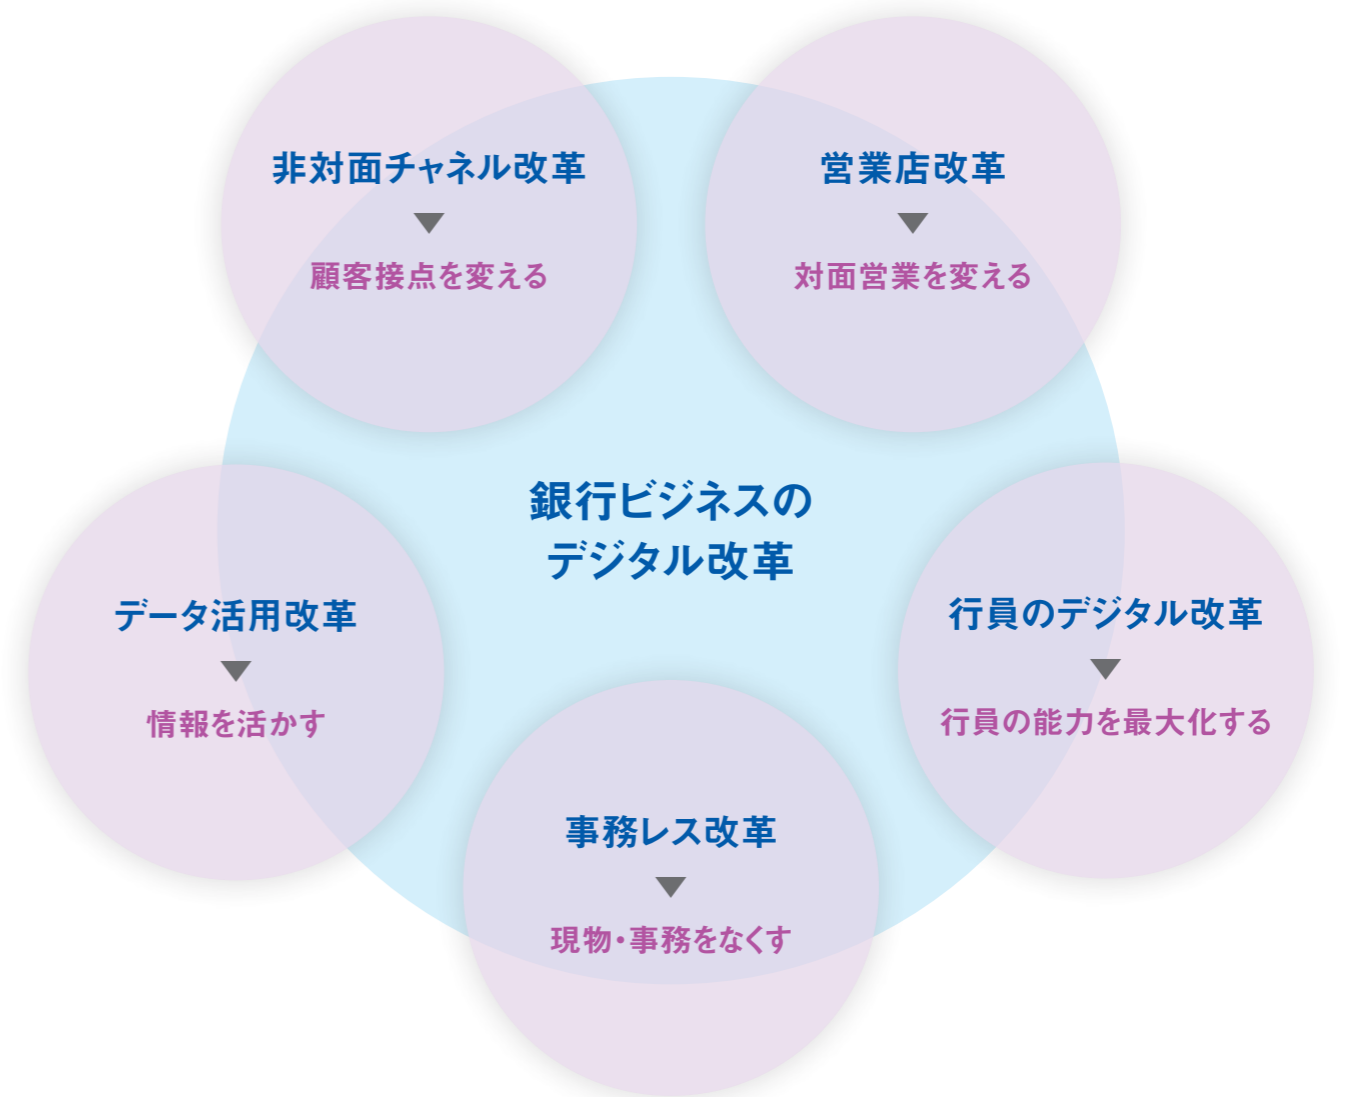 非対面チャネル改革
顧客接点を変える
営業店改革
対面営業を変える
銀行ビジネスの
デジタル改革
データ活用改革
情報を活かす
行員のデジタル改革
行員の能力を最大化する
事務レス改革
現物・事務をなくす